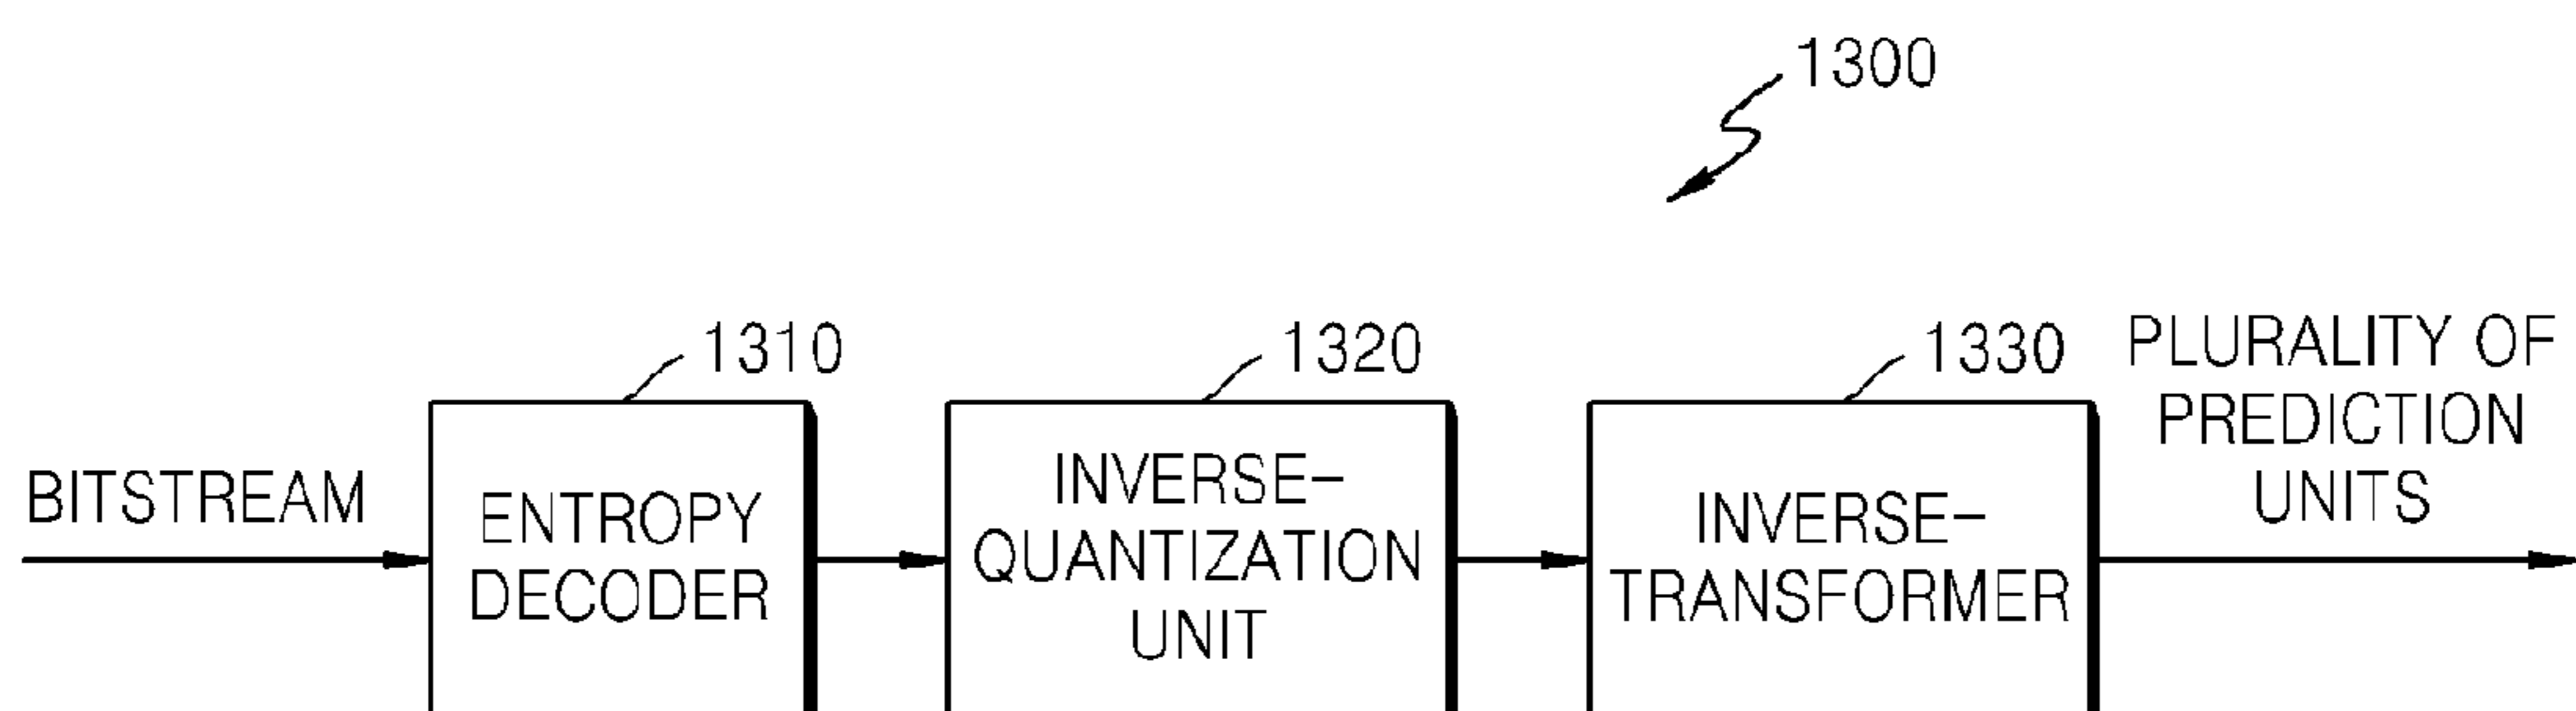 1300
1310
1320
1330
PLURALITY OF
PREDICTION
UNITS
BITSTREAM
ENTROPY
DECODER
INVERSE-
QUANTIZATION
UNIT
INVERSE-
TRANSFORMER